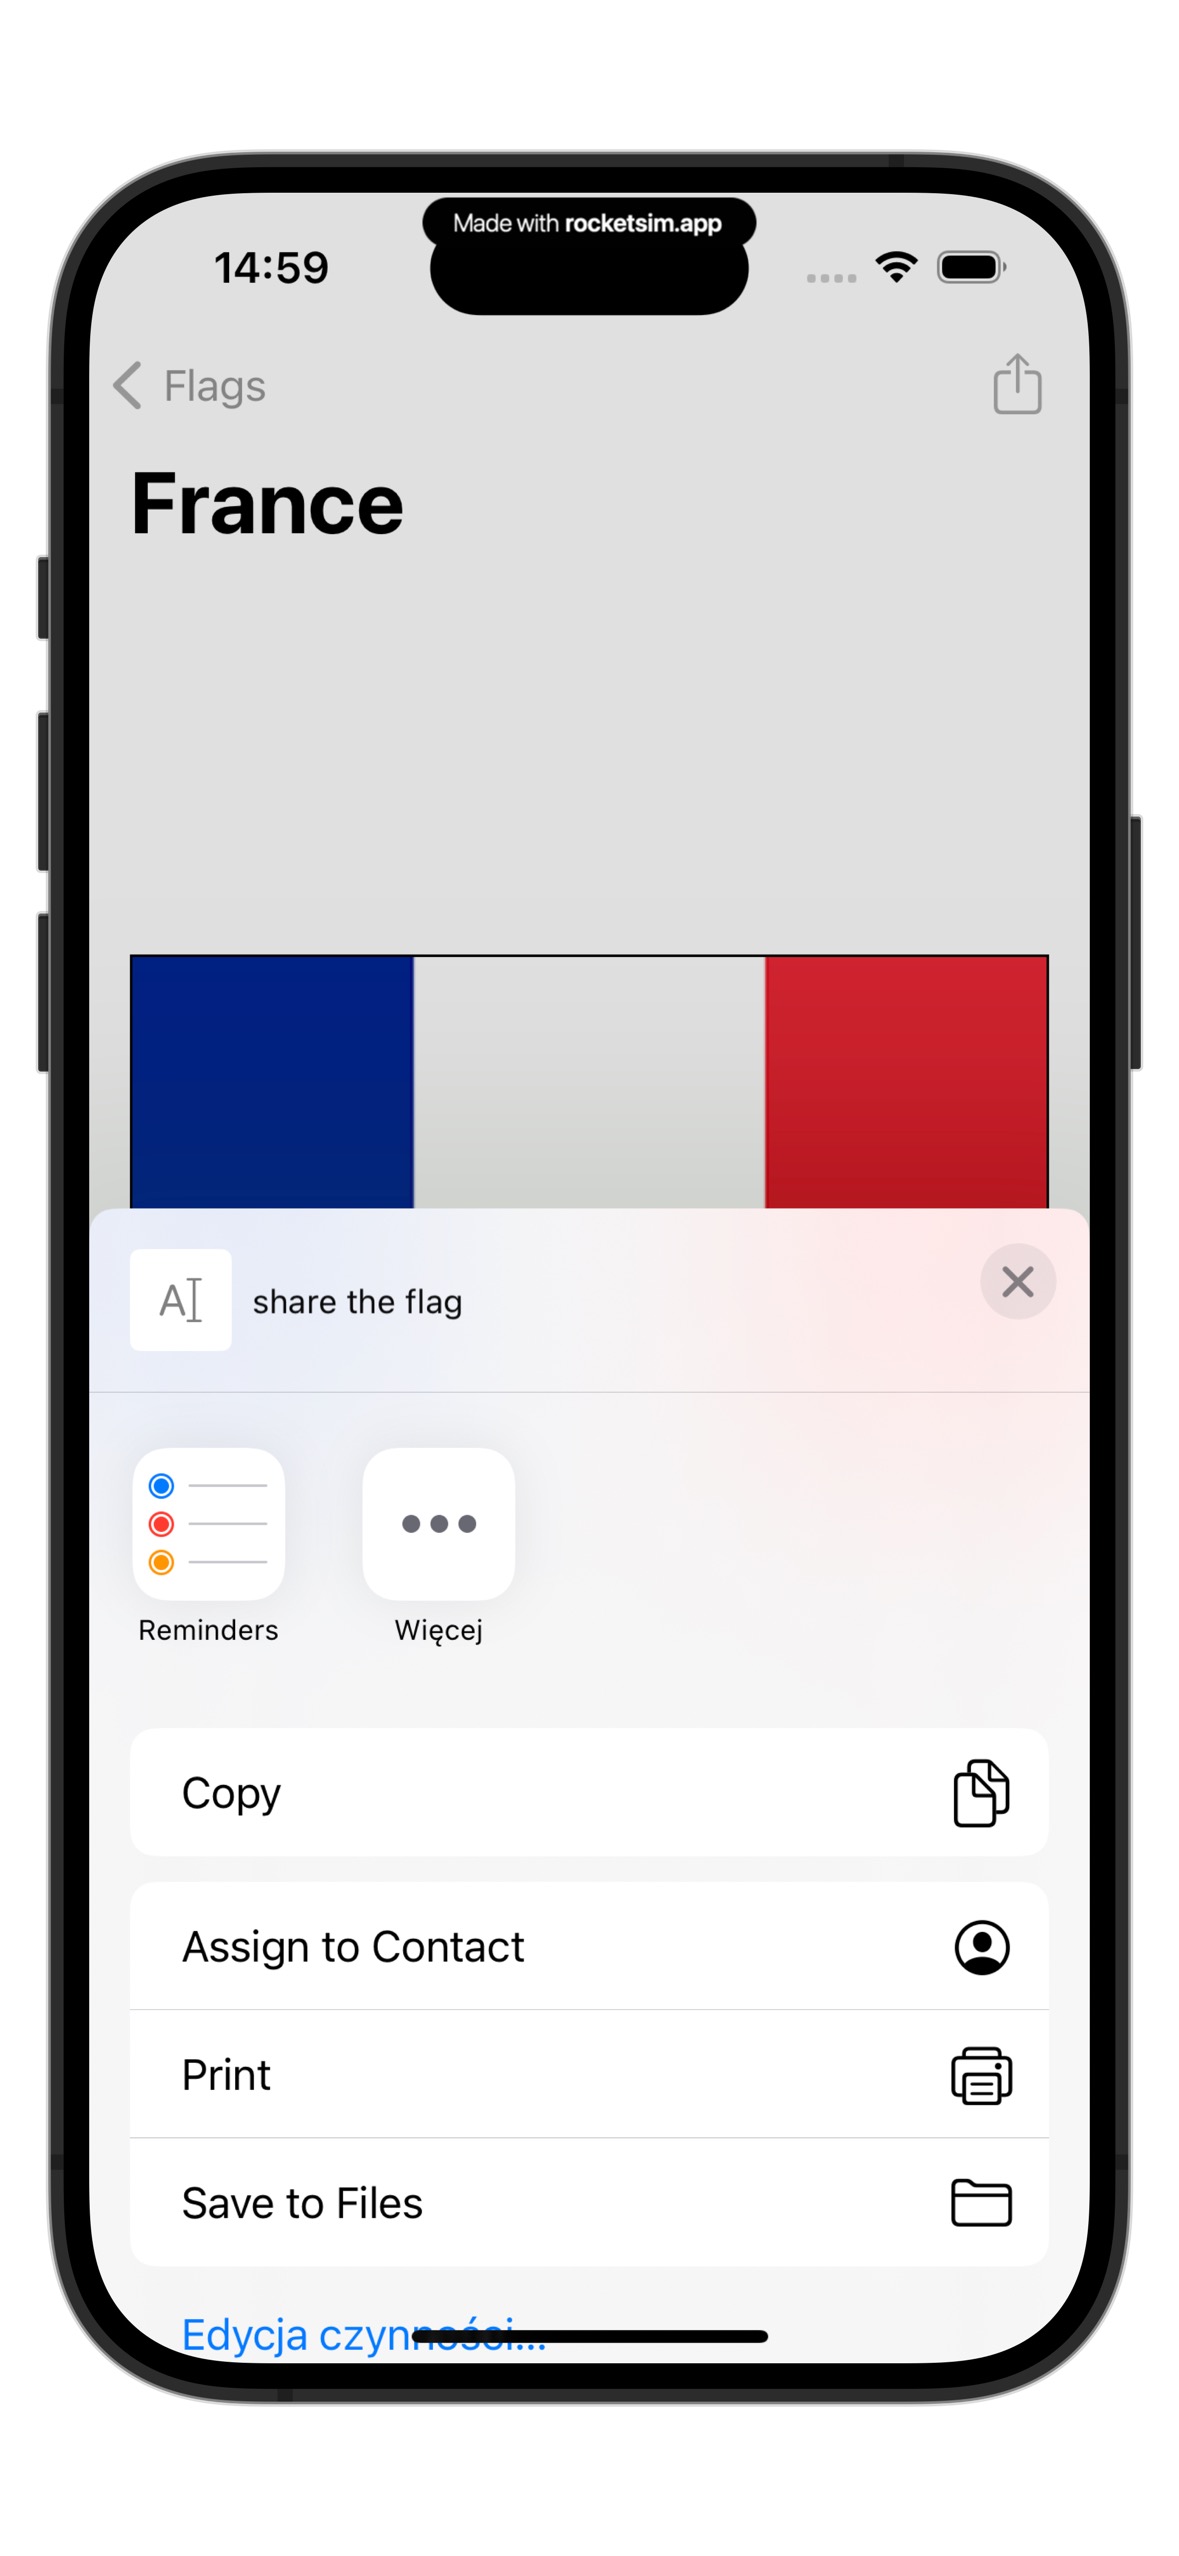 Made with rocketsim.app
14:59
Flags
France
share the flag
Reminders
Więcej
Copy
Assign to Contact
Print
Save to Files
Edycja czynności...